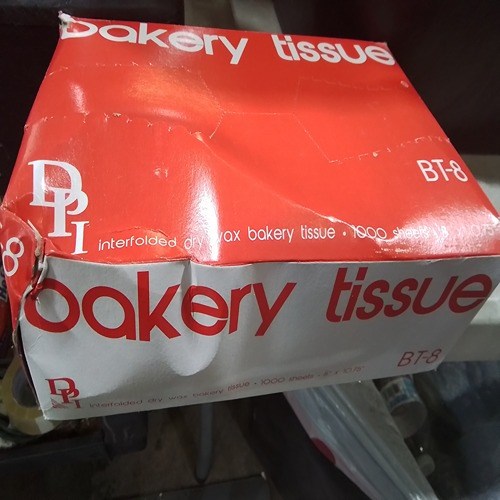 bakery tissue
BT-8
DPI
interfolded dry wax bakery tissue • 1000 sheets
8
bakery tissue
BT-8
DPI
interfolded dry wax bakery tissue • 1000 sheets